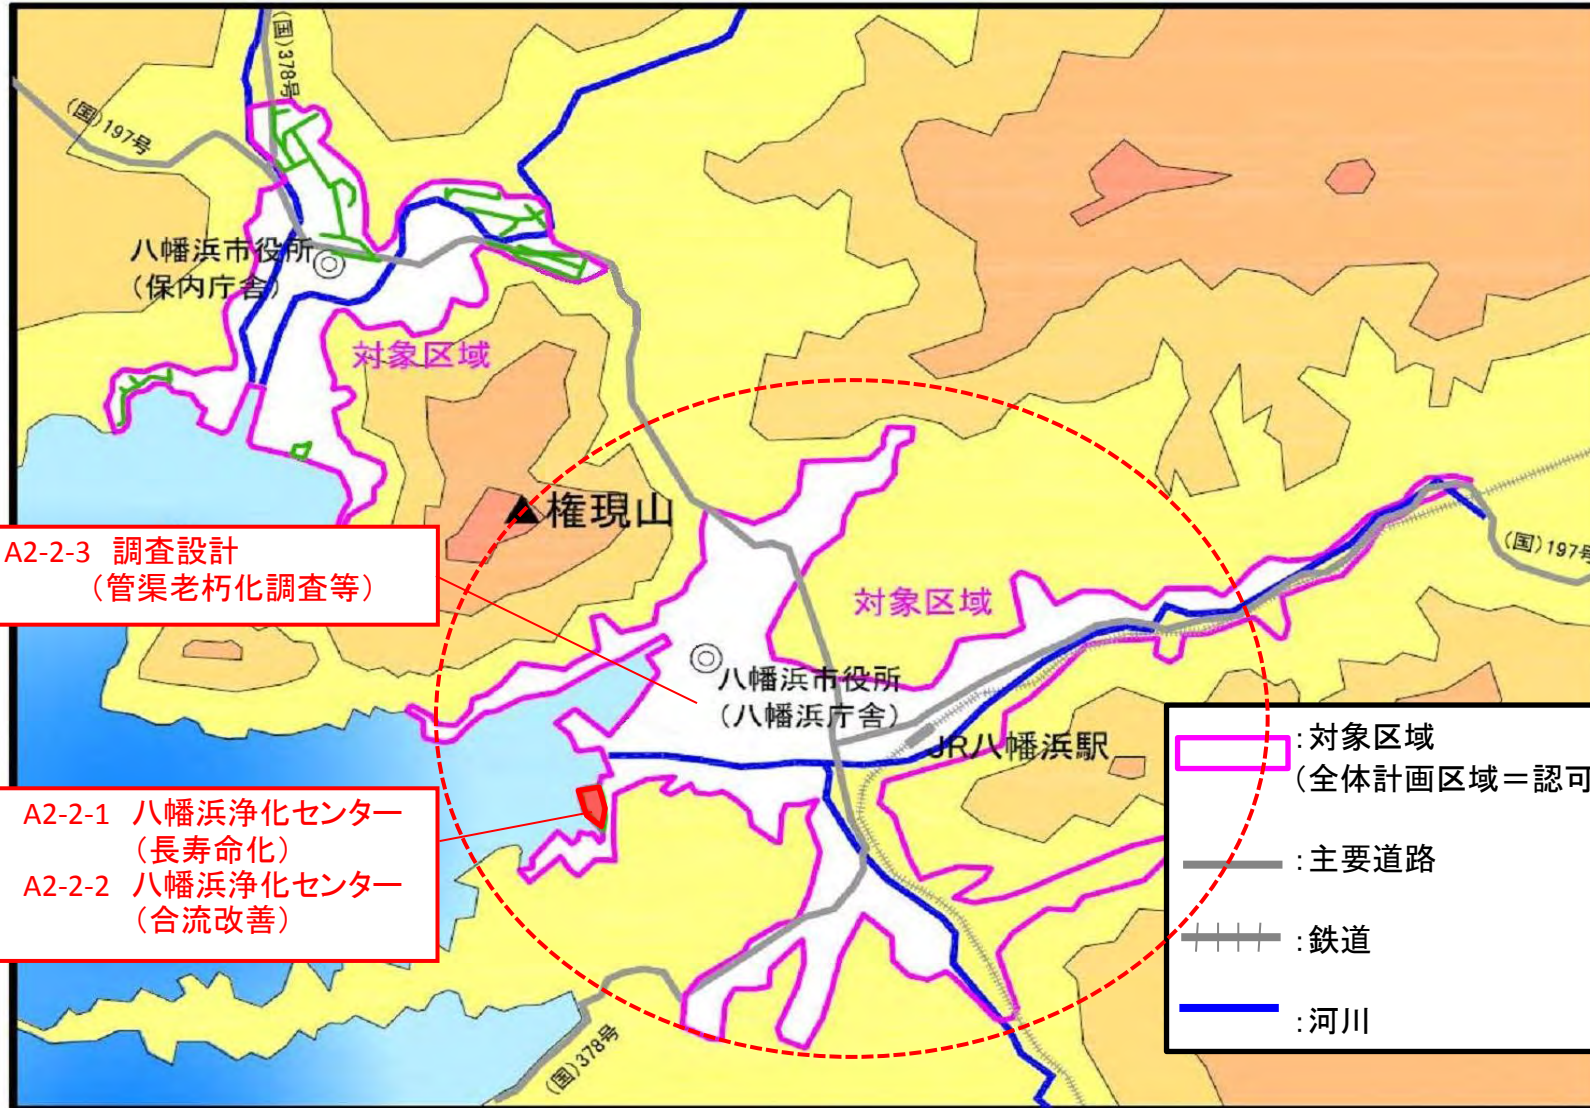 (国)378号
(国)197号
八幡浜市役所
(保内庁舎)
対象区域
▲権現山
A2-2-3 調査設計
(管渠老朽化調査等)
対象区域
(国)197号
八幡浜市役所
(八幡浜庁舎)
JR八幡浜駅
A2-2-1 八幡浜浄化センター
(長寿命化)
A2-2-2 八幡浜浄化センター
(合流改善)
(国)378号
:対象区域
(全体計画区域＝認可
:主要道路
:鉄道
:河川